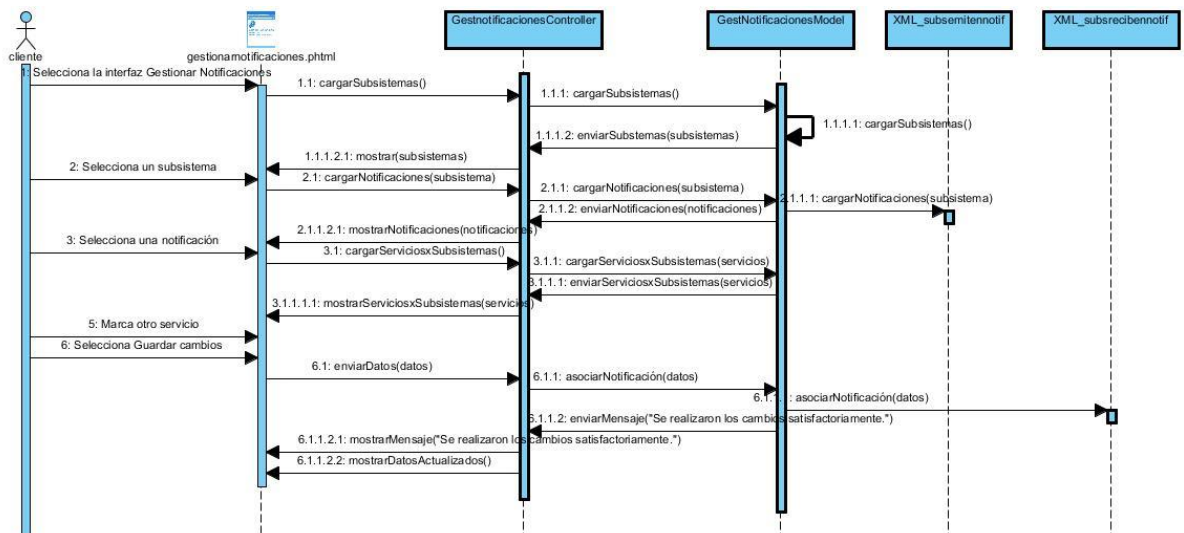 GestnotificacionesController
GestNotificacionesModel
XML_subsemitennotif
XML_subsrecibennotif
cliente
gestionarnotificaciones.phtml
1: Selecciona la interfaz Gestionar Notificaciones
1.1: cargarSubsistemas()
1.1.1: cargarSubsistemas()
1.1.1.1: cargarSubsistemas()
1.1.1.2: enviarSubstemas(subsistemas)
1.1.1.2.1: mostrar(subsistemas)
2: Selecciona un subsistema
2.1: cargarNotificaciones(subsistema)
2.1.1: cargarNotificaciones(subsistema)
2.1.1.1: cargarNotificaciones(subsistema)
2.1.1.2: enviarNotificaciones(notificaciones)
2.1.1.2.1: mostrarNotificaciones(notificaciones)
3: Selecciona una notificación
3.1: cargarServiciosxSubsistemas()
3.1.1: cargarServiciosxSubsistemas(servicios)
3.1.1.1: enviarServiciosxSubsistemas(servicios)
3.1.1.1.1: mostrarServiciosxSubsistemas(servicios)
5: Marca otro servicio
6: Selecciona Guardar cambios
6.1: enviarDatos(datos)
6.1.1: asociarNotificación(datos)
6.1.1.1: asociarNotificación(datos)
6.1.1.2: enviarMensaje("Se realizaron los cambios satisfactoriamente.")
6.1.1.2.1: mostrarMensaje("Se realizaron los cambios satisfactoriamente.")
6.1.1.2.2: mostrarDatosActualizados()